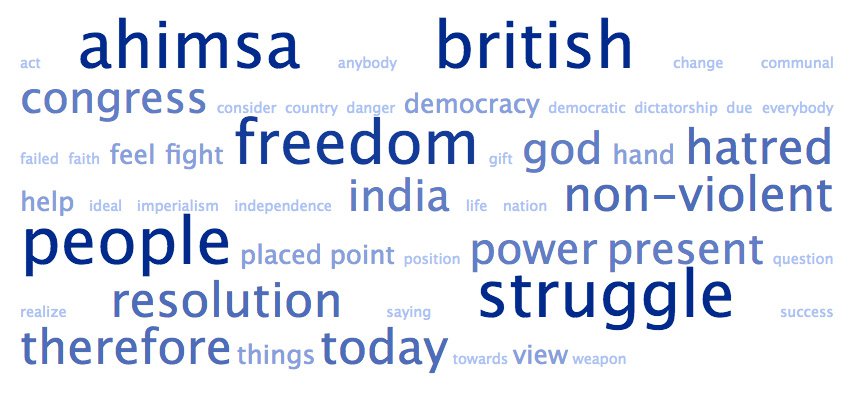 act ahimsa anybody british change communal
congress consider country danger democracy democratic dictatorship due everybody
failed faith feel fight freedom gift god hand hatred
help ideal imperialism independence india life nation non-violent
people placed point position power present question
realize resolution saying struggle success
therefore things today towards view weapon